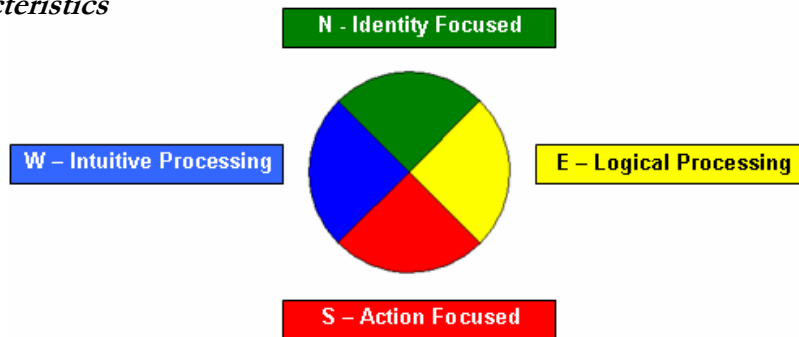 N - Identity Focused
W – Intuitive Processing
E – Logical Processing
S – Action Focused